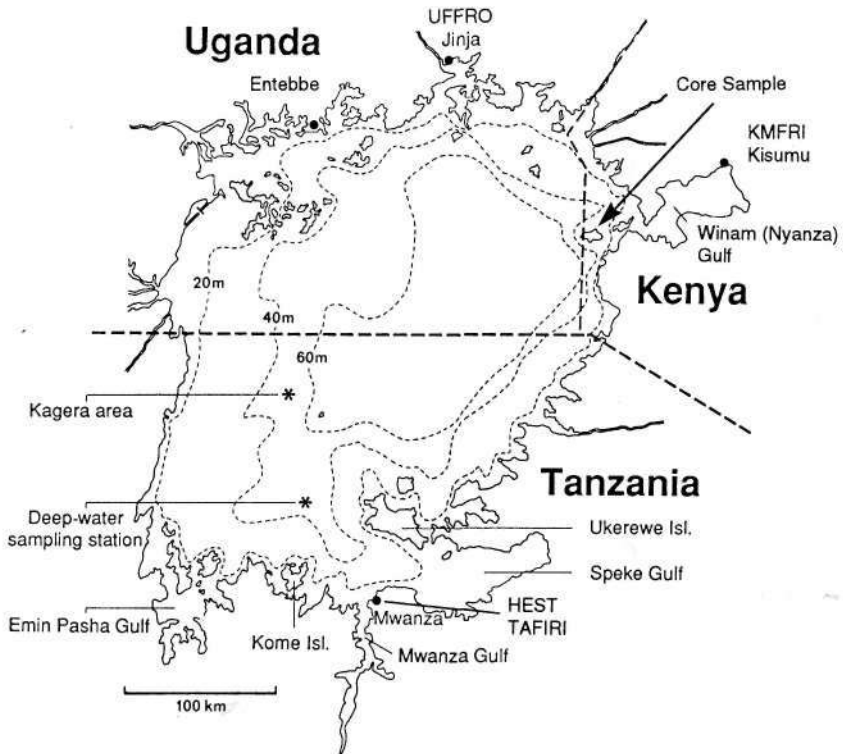 UFFRO
Jinja
Uganda
Entebbe
Core Sample
KMFRI
Kisumu
Winam (Nyanza)
Gulf
Kenya
20m
40m
60m
Kagera area
Tanzania
Deep-water
sampling station
Ukerewe Isl.
Speke Gulf
HEST
TAFIRI
Mwanza
Emin Pasha Gulf
Kome Isl.
Mwanza Gulf
100 km